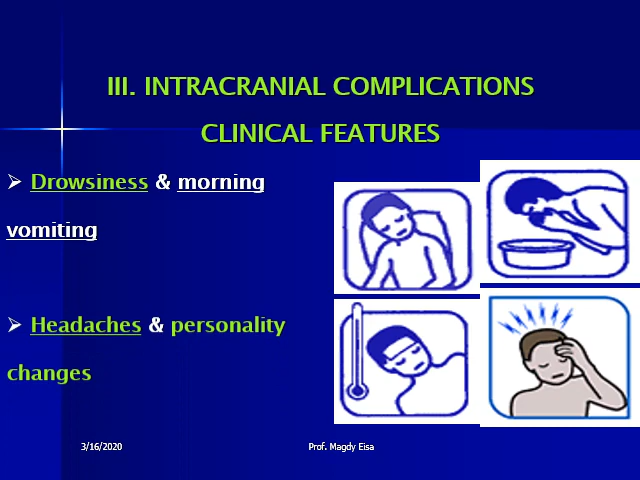 III. INTRACRANIAL COMPLICATIONS
CLINICAL FEATURES
➢ Drowsiness & morning
vomiting
➢ Headaches & personality
changes
3/16/2020
Prof. Magdy Eisa